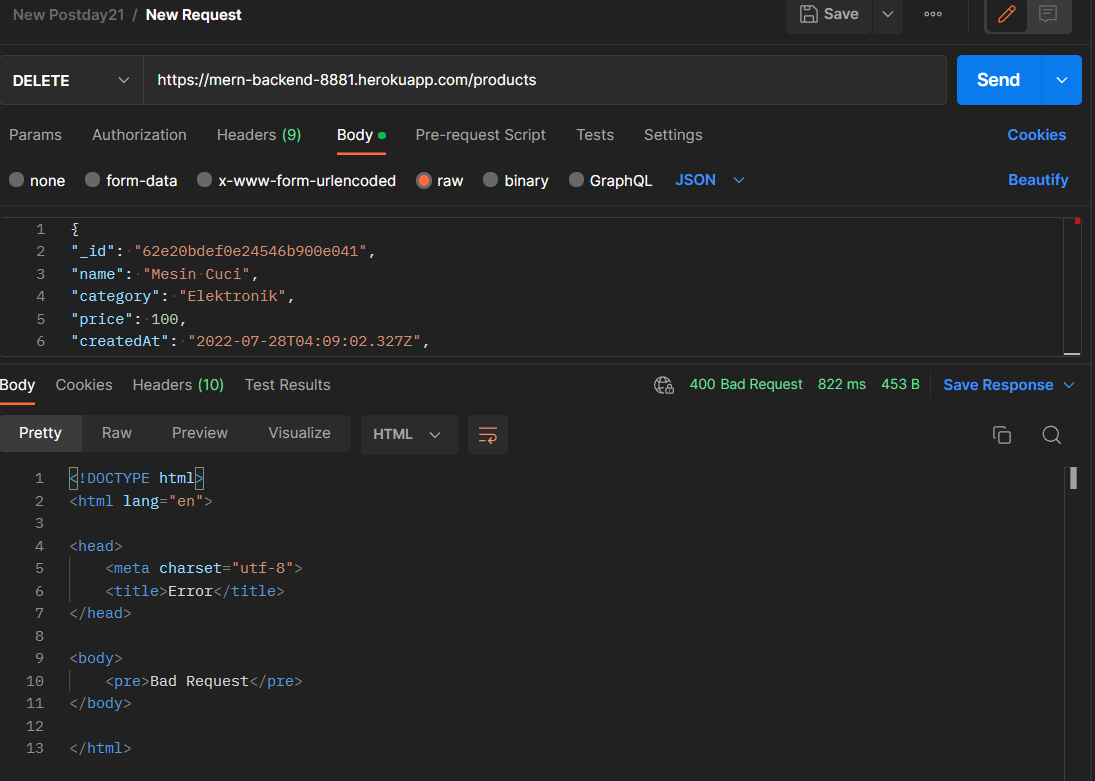 New Postday21 / New Request
Save
DELETE
https://mern-backend-8881.herokuapp.com/products
Send
Params Authorization Headers (9) Body Pre-request Script Tests Settings Cookies
none form-data x-www-form-urlencoded raw binary GraphQL JSON Beautify
1 {
2 "_id": "62e20bdef0e24546b900e041",
3 "name": "Mesin Cuci",
4 "category": "Elektronik",
5 "price": 100,
6 "createdAt": "2022-07-28T04:09:02.327Z",
Body Cookies Headers (10) Test Results 400 Bad Request 822 ms 453 B Save Response
Pretty Raw Preview Visualize HTML
1 <!DOCTYPE html>
2 <html lang="en">
3
4 <head>
5 <meta charset="utf-8">
6 <title>Error</title>
7 </head>
8
9 <body>
10 <pre>Bad Request</pre>
11 </body>
12
13 </html>